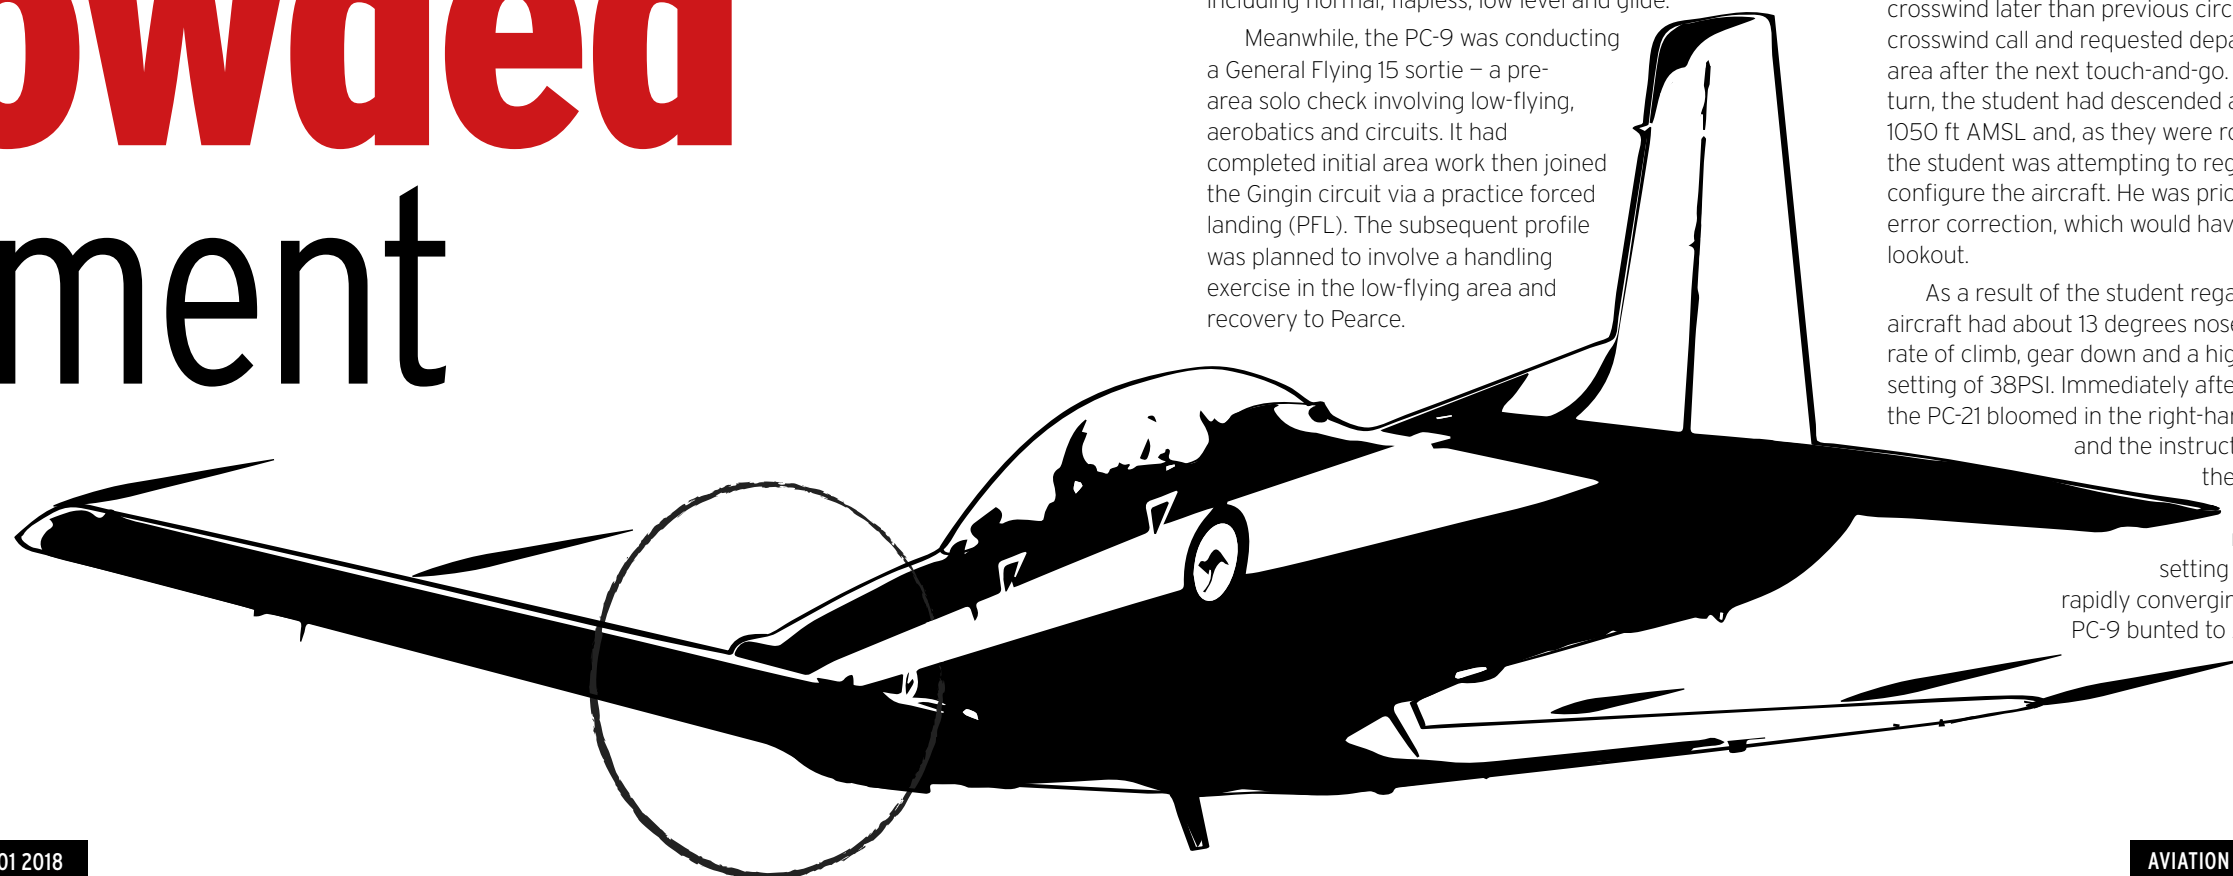 owded
ment
including normal, flapless, low level and glide.
Meanwhile, the PC-9 was conducting
a General Flying 15 sortie – a pre-
area solo check involving low-flying,
aerobatics and circuits. It had
completed initial area work then joined
the Gingin circuit via a practice forced
landing (PFL). The subsequent profile
was planned to involve a handling
exercise in the low-flying area and
recovery to Pearce.
crosswind later than previous circ
crosswind call and requested depa
area after the next touch-and-go.
turn, the student had descended a
1050 ft AMSL and, as they were ro
the student was attempting to reg
configure the aircraft. He was prio
error correction, which would hav
lookout.
As a result of the student rega
aircraft had about 13 degrees nose
rate of climb, gear down and a hig
setting of 38PSI. Immediately afte
the PC-21 bloomed in the right-har
and the instruct
the
setting
rapidly convergin
PC-9 bunted to
01 2018
AVIATION